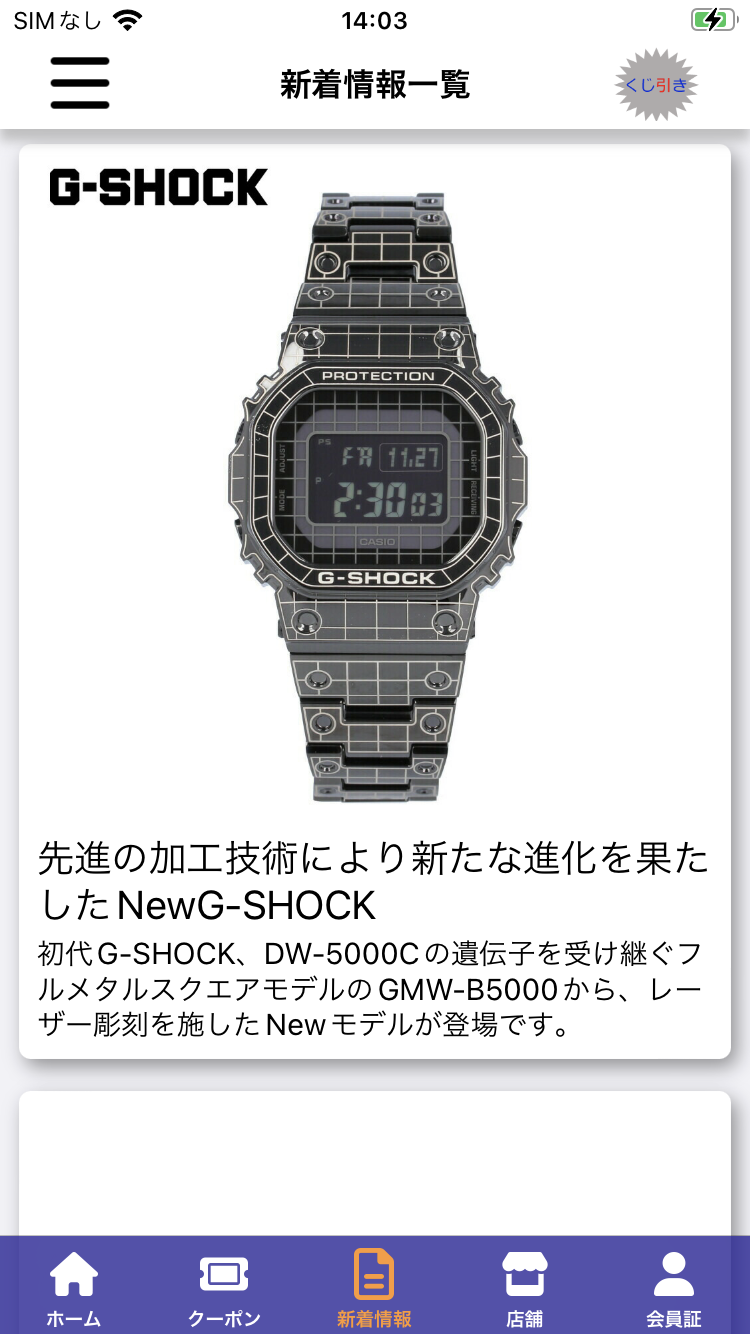 SIMなし
14:03
新着情報一覧
くじ引き
G-SHOCK
PROTECTION
PS
FR 11.27
ADJUST
LIGHT
P
2:30 03
MODE
RECEIVING
CASIO
G-SHOCK
先進の加工技術により新たな進化を果た
したNewG-SHOCK
初代G-SHOCK、DW-5000Cの遺伝子を受け継ぐフ
ルメタルスクエアモデルのGMW-B5000から、レー
ザー彫刻を施したNewモデルが登場です。
ホーム
クーポン
新着情報
店舗
会員証